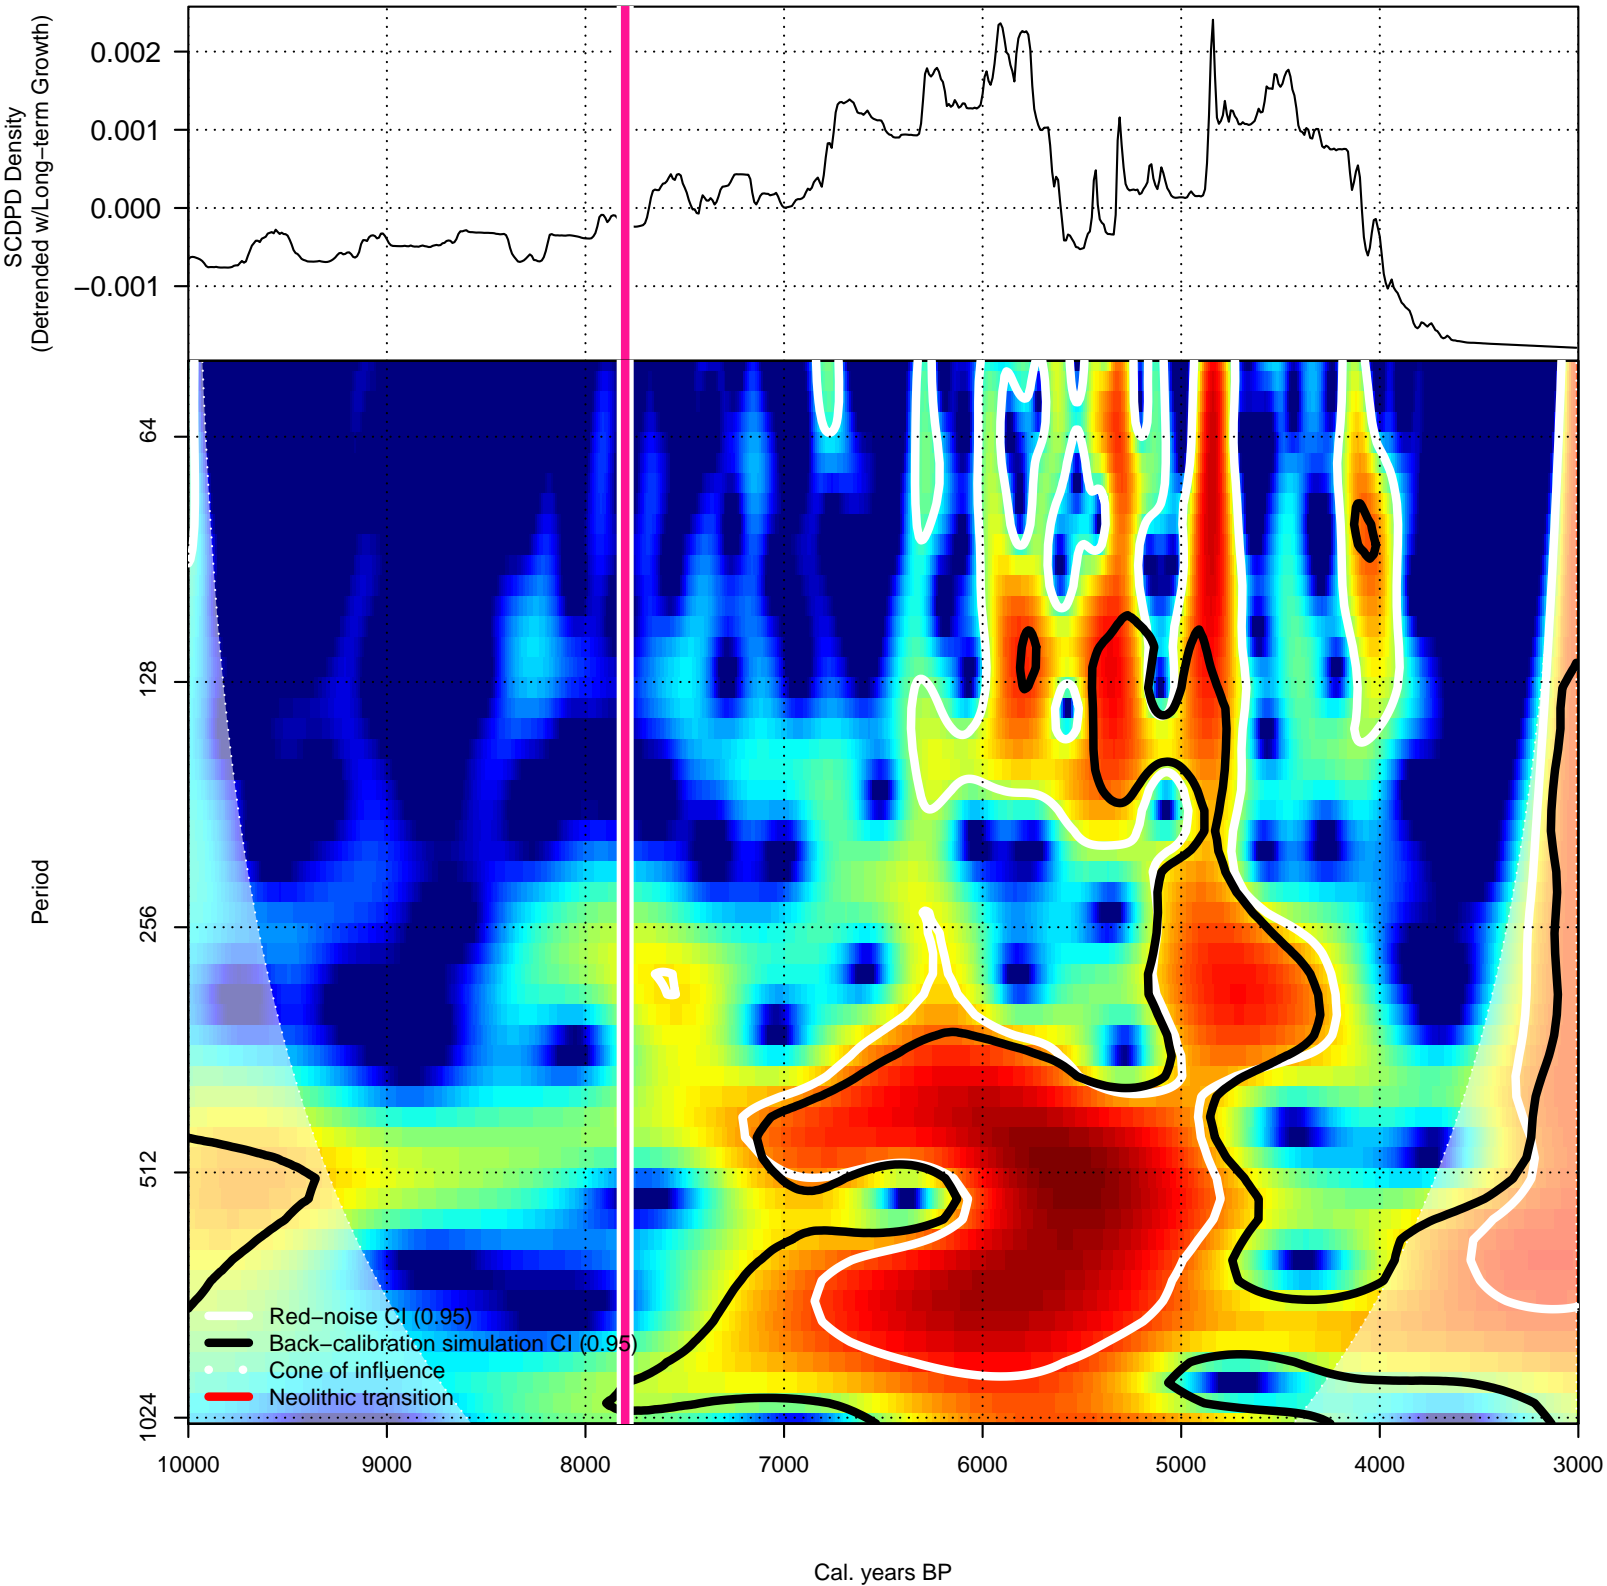 SCDPD Density
(Detrended w/Long−term Growth)
0.002
0.001
0.000
−0.001
Period
64
128
256
512
1024
Red−noise CI (0.95)
Back−calibration simulation CI (0.95)
Cone of influence
Neolithic transition
10000 9000 8000 7000 6000 5000 4000 3000
Cal. years BP